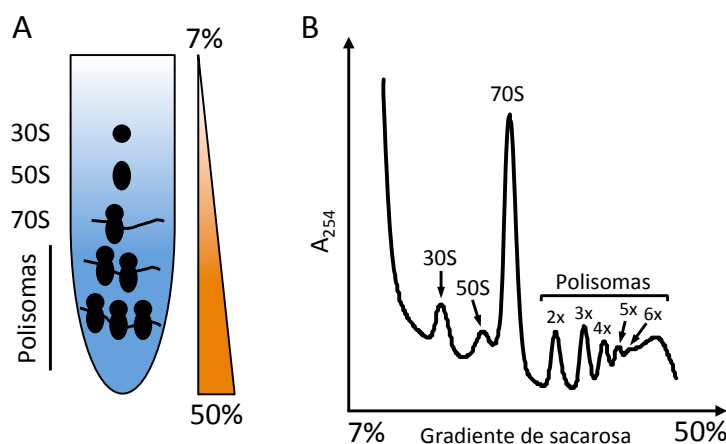 A
7%
30S
50S
70S
Polisomas
50%
B
A254
70S
30S
50S
Polisomas
2x 3x 4x 5x 6x
7% Gradiente de sacarosa 50%